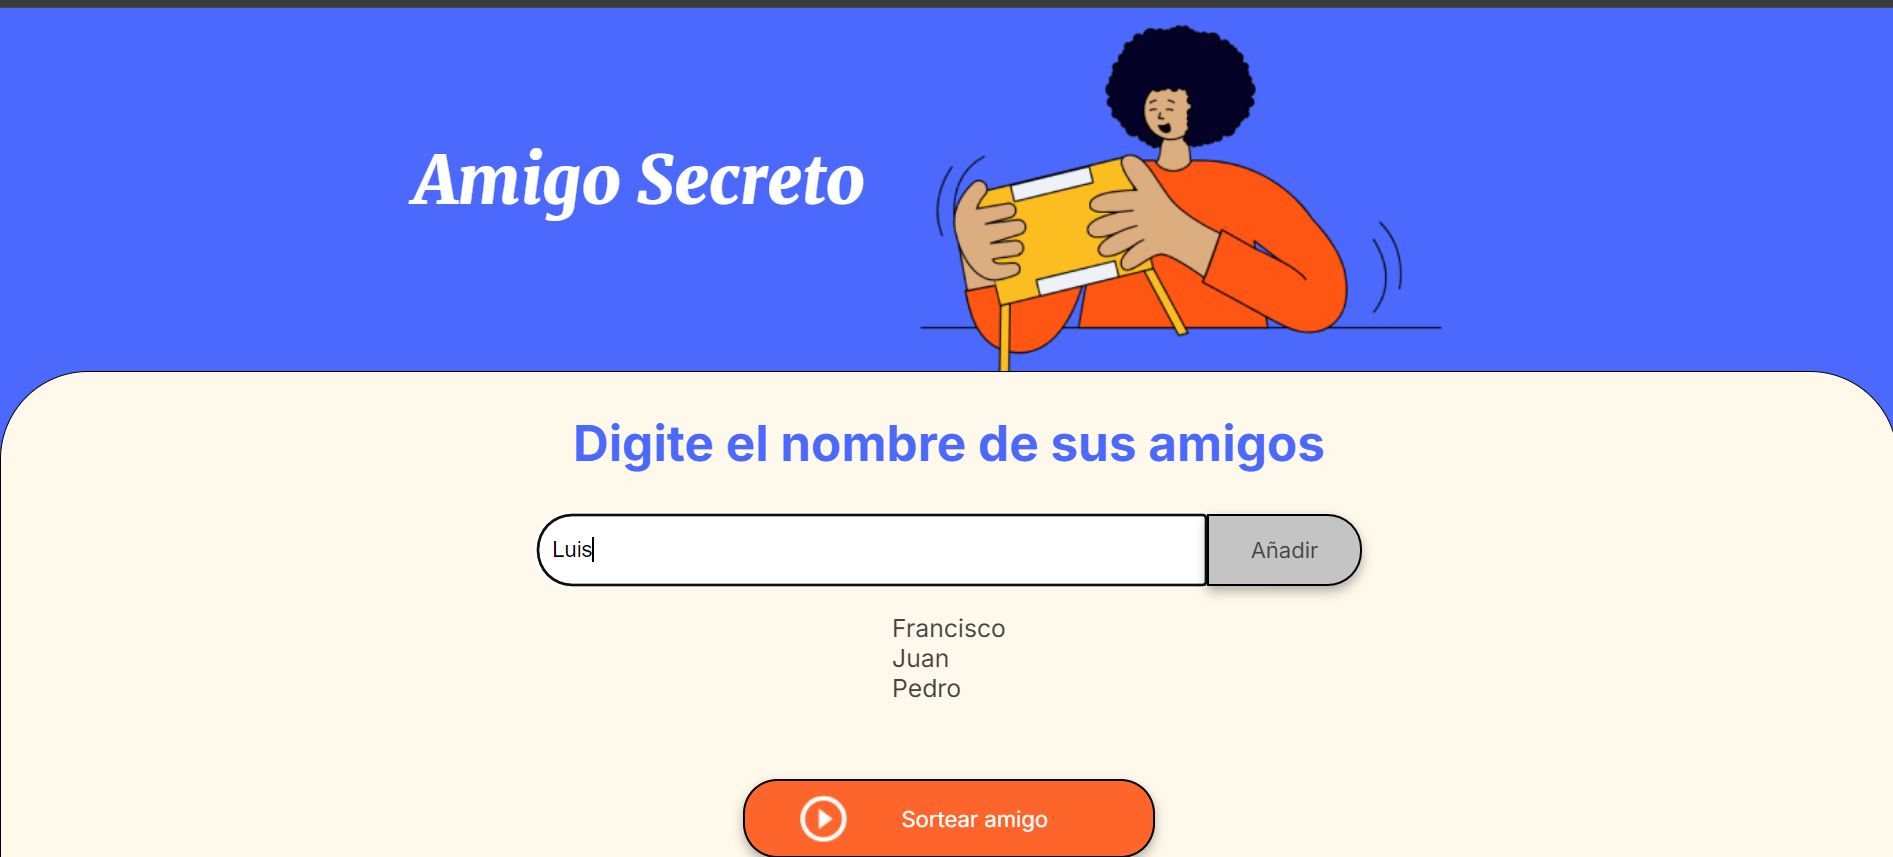 Amigo Secreto
Digite el nombre de sus amigos
Luis
Añadir
Francisco
Juan
Pedro
Sortear amigo